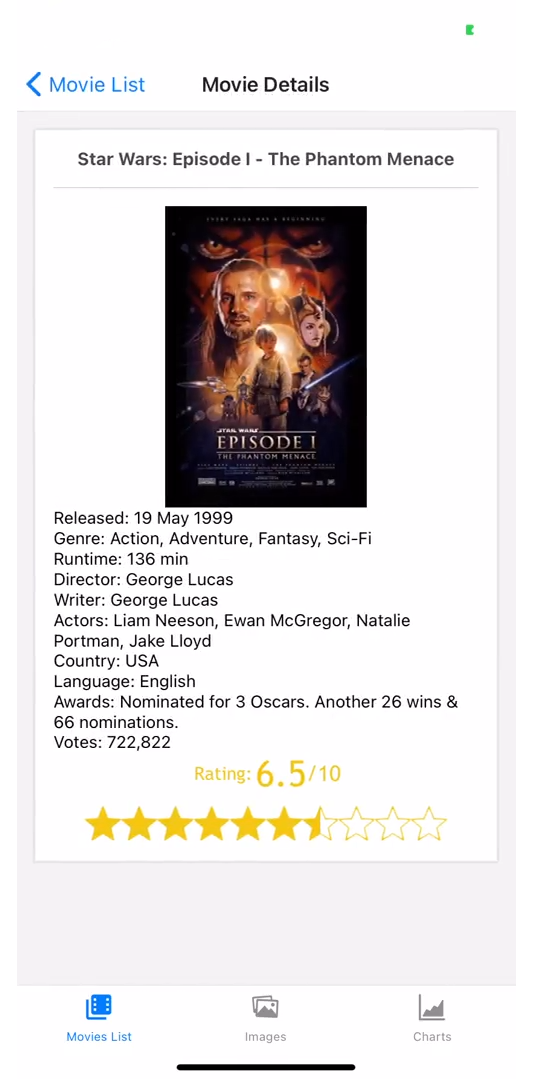 Movie List
Movie Details
Star Wars: Episode I - The Phantom Menace
EVERY SAGA HAS A BEGINNING
STAR WARS
EPISODE I
THE PHANTOM MENACE
Released: 19 May 1999
Genre: Action, Adventure, Fantasy, Sci-Fi
Runtime: 136 min
Director: George Lucas
Writer: George Lucas
Actors: Liam Neeson, Ewan McGregor, Natalie
Portman, Jake Lloyd
Country: USA
Language: English
Awards: Nominated for 3 Oscars. Another 26 wins &
66 nominations.
Votes: 722,822
Rating: 6.5/10
Movies List
Images
Charts